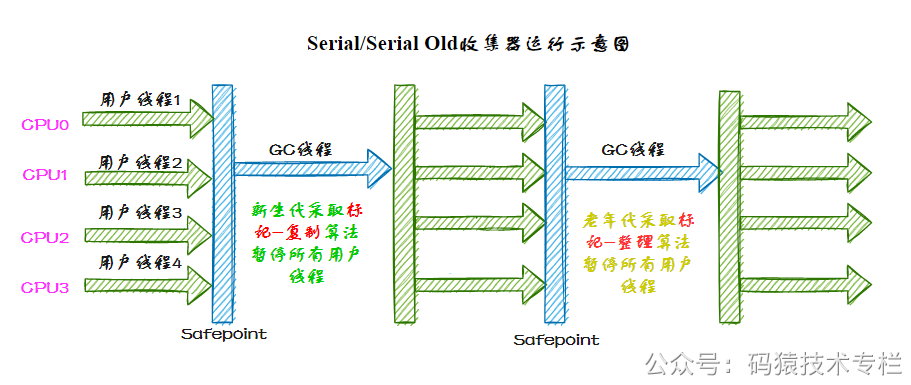 Serial/Serial Old收集器运行示意图
用户线程1
CPU0
GC线程
GC线程
用户线程2
CPU1
用户线程3
CPU2
用户线程4
CPU3
新生代采取标
记-复制算法
暂停所有用户
线程
老年代采取标
记-整理算法
暂停所有用户
线程
Safepoint
Safepoint
公众号：码猿技术专栏